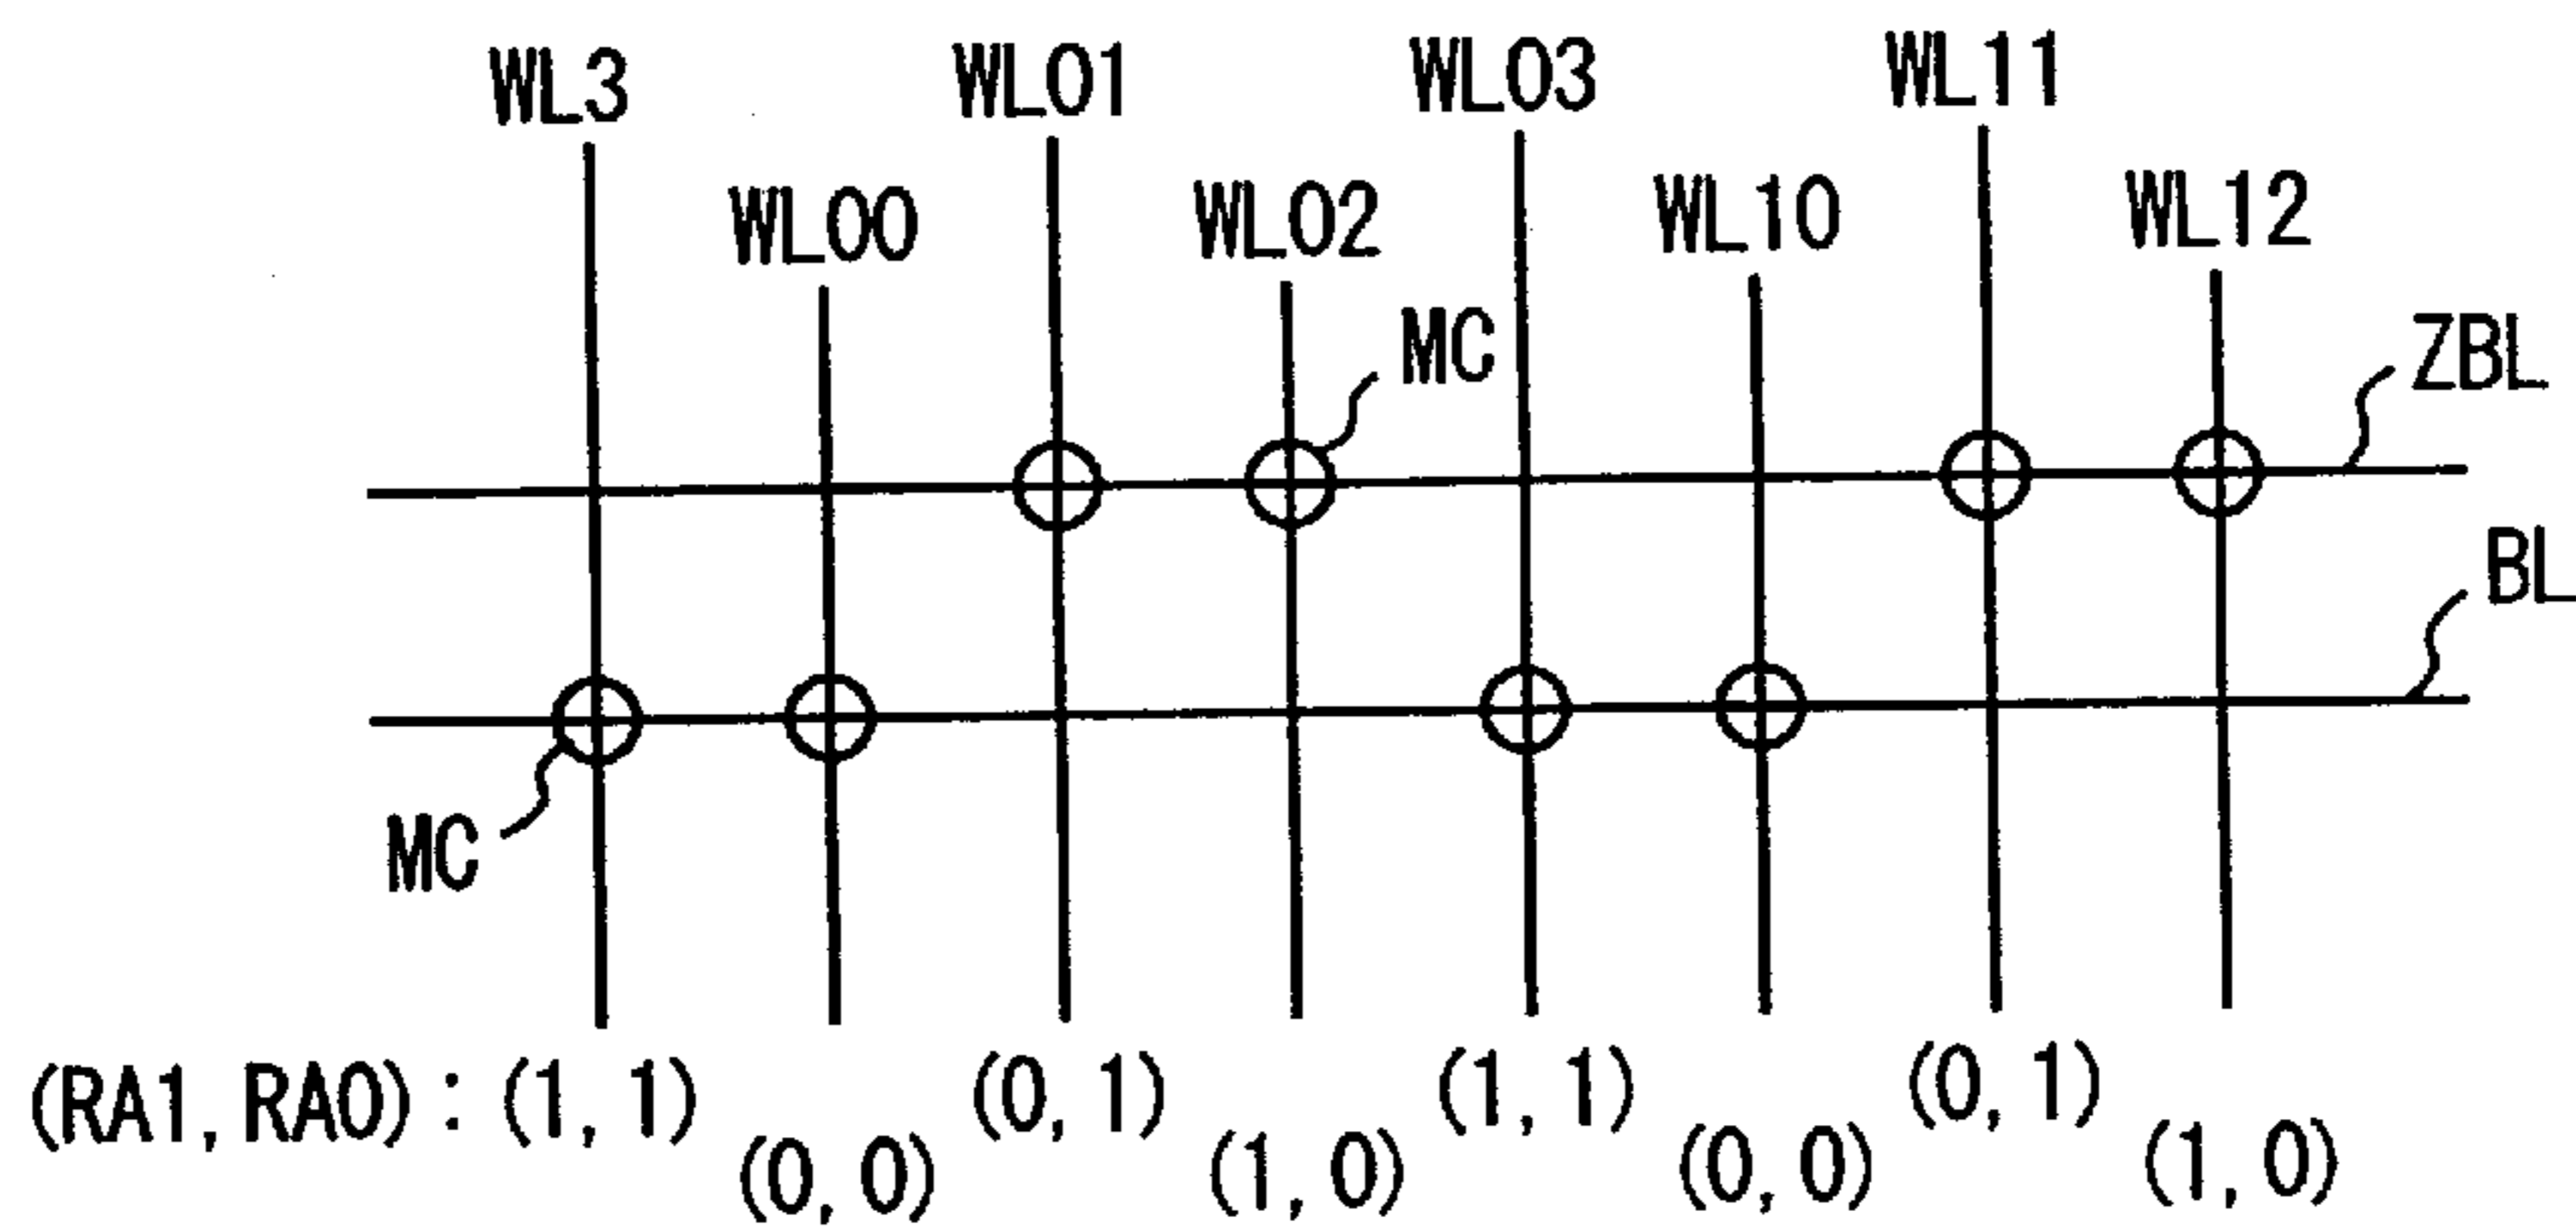 WL3 WL01 WL03 WL11
WL00 WL02 WL10 WL12
MC
ZBL
BL
MC
(RA1, RA0) : (1, 1) (0, 1) (1, 1) (0, 1)
(0, 0) (1, 0) (0, 0) (1, 0)